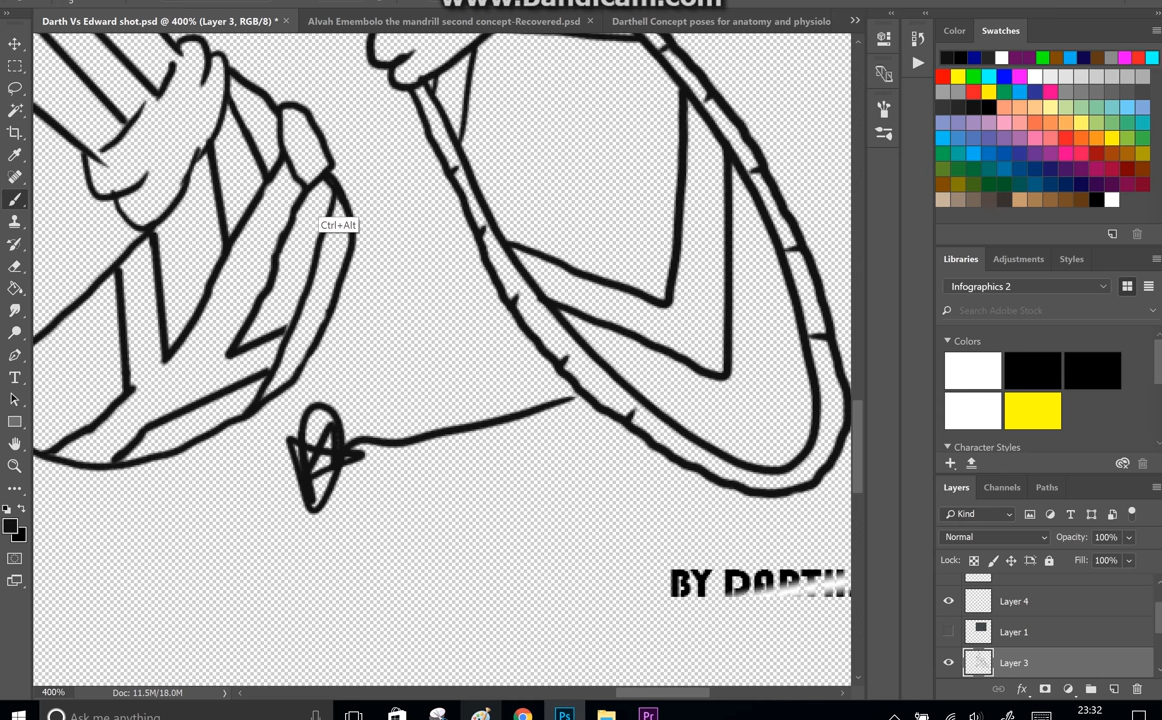 www.Bandicam.com
Darth Vs Edward shot.psd @ 400% (Layer 3, RGB/8) * ×
Alvah Emembolo the mandrill second concept-Recovered.psd ×
Darthell Concept poses for anatomy and physiolo
Color Swatches
Ctrl+Alt
Libraries Adjustments Styles
Infographics 2
Search Adobe Stock
Colors
Character Styles
Layers Channels Paths
Kind
Normal Opacity: 100%
Lock: Fill: 100%
Layer 4
Layer 1
Layer 3
BY DARTH
400% Doc: 11.5M/18.0M
Ask me anything
Ps
Pr
23:32